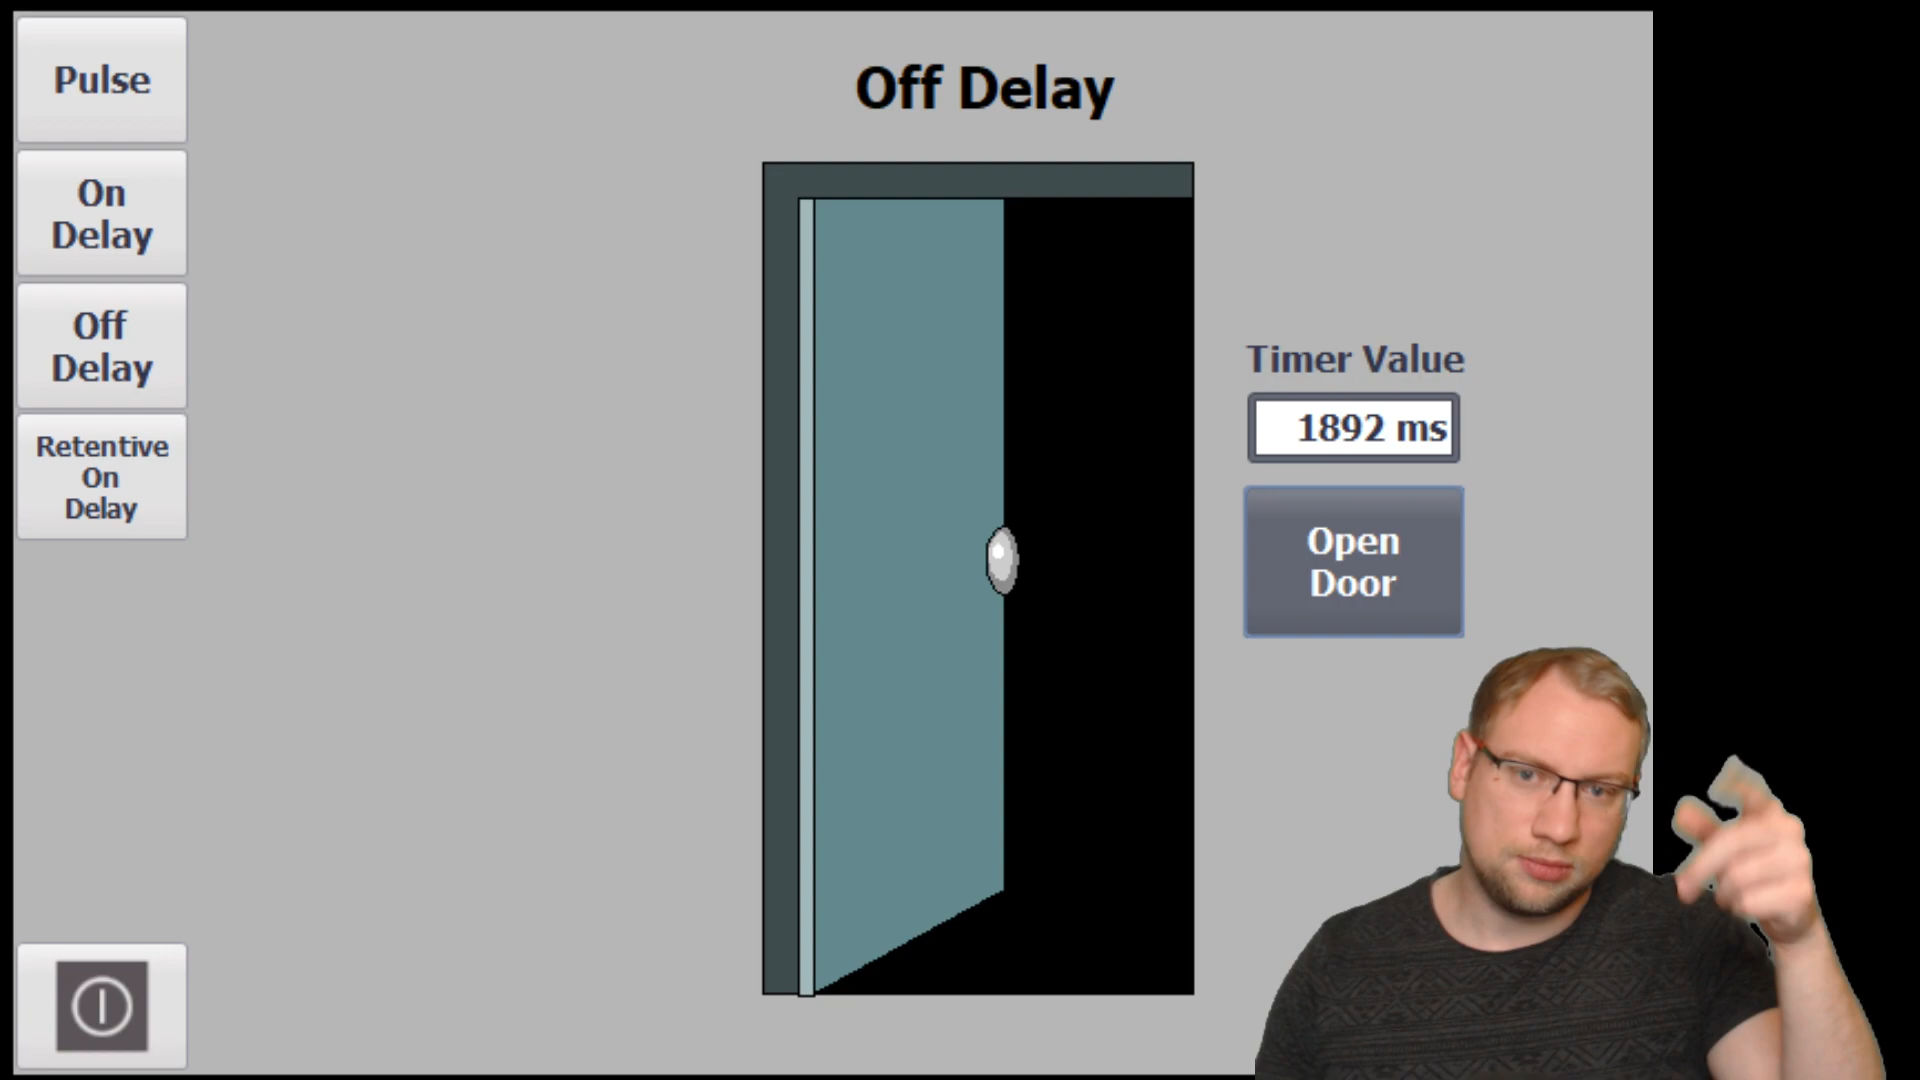 Pulse
On
Delay
Off
Delay
Retentive
On
Delay
Off Delay
Timer Value
1892 ms
Open
Door